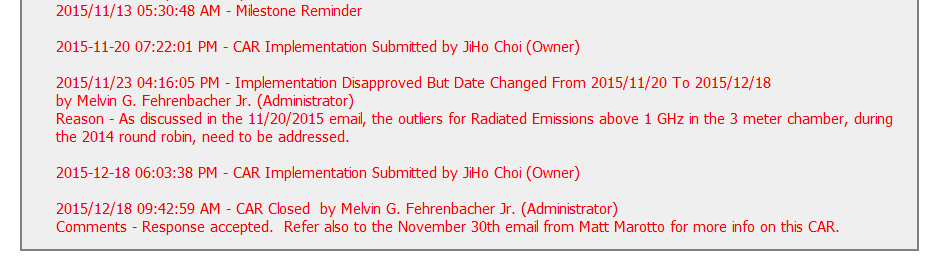 2015/11/13 05:30:48 AM - Milestone Reminder
2015-11-20 07:22:01 PM - CAR Implementation Submitted by JiHo Choi (Owner)
2015/11/23 04:16:05 PM - Implementation Disapproved But Date Changed From 2015/11/20 To 2015/12/18
by Melvin G. Fehrenbacher Jr. (Administrator)
Reason - As discussed in the 11/20/2015 email, the outliers for Radiated Emissions above 1 GHz in the 3 meter chamber, during
the 2014 round robin, need to be addressed.
2015-12-18 06:03:38 PM - CAR Implementation Submitted by JiHo Choi (Owner)
2015/12/18 09:42:59 AM - CAR Closed  by Melvin G. Fehrenbacher Jr. (Administrator)
Comments - Response accepted.  Refer also to the November 30th email from Matt Marotto for more info on this CAR.